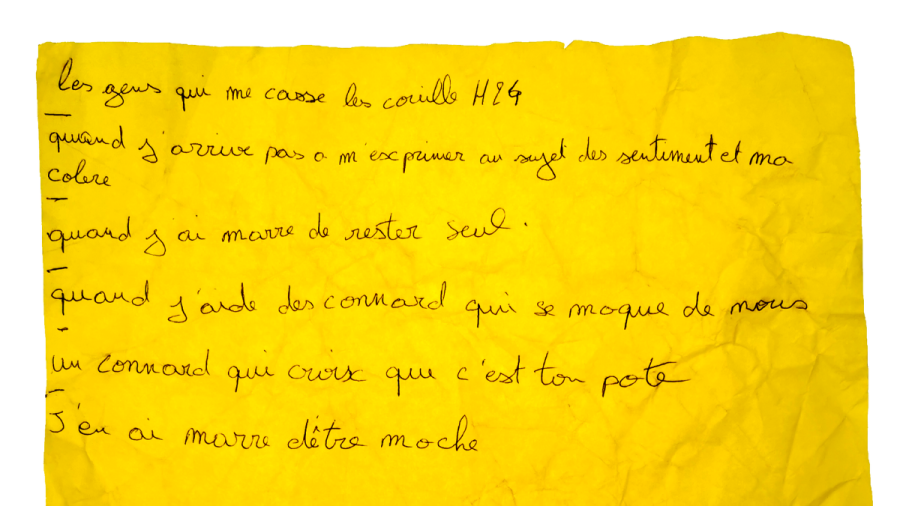 les gens qui me casse les couille H24
quand j'arrive pas a m'exprimer au sujet des sentiment et ma
colere
quand j'ai marre de rester seul.
quand j'aide des connard qui se moque de nous
un connard qui croix que c'est ton pote
J'en ai marre d'être moche